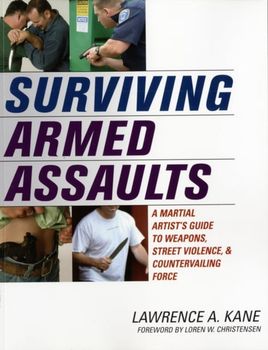 SURVIVING
ARMED
ASSAULTS
A MARTIAL
ARTIST'S GUIDE
TO WEAPONS,
STREET VIOLENCE, &
COUNTERVAILING
FORCE
LAWRENCE A. KANE
FOREWORD BY LOREN W. CHRISTENSEN